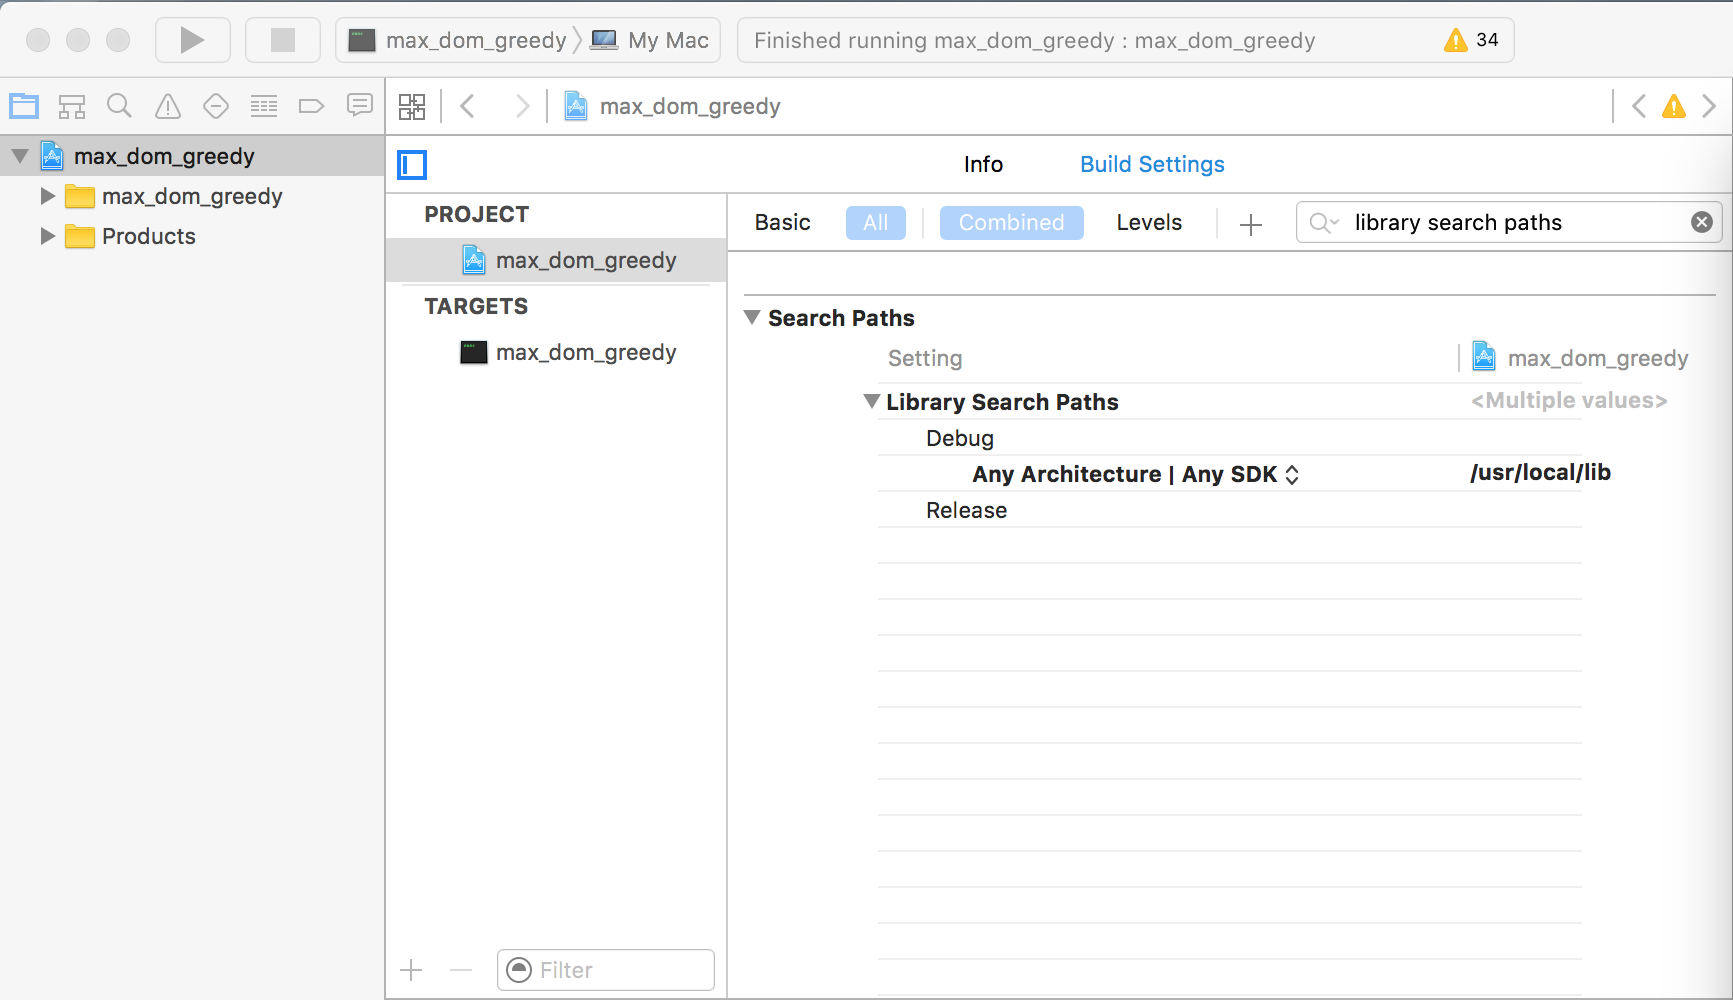 max_dom_greedy My Mac
Finished running max_dom_greedy : max_dom_greedy
34
max_dom_greedy
max_dom_greedy
max_dom_greedy
Products
Info Build Settings
PROJECT
max_dom_greedy
TARGETS
max_dom_greedy
Basic All Combined Levels
library search paths
Search Paths
Setting max_dom_greedy
Library Search Paths <Multiple values>
Debug
Any Architecture | Any SDK /usr/local/lib
Release
Filter